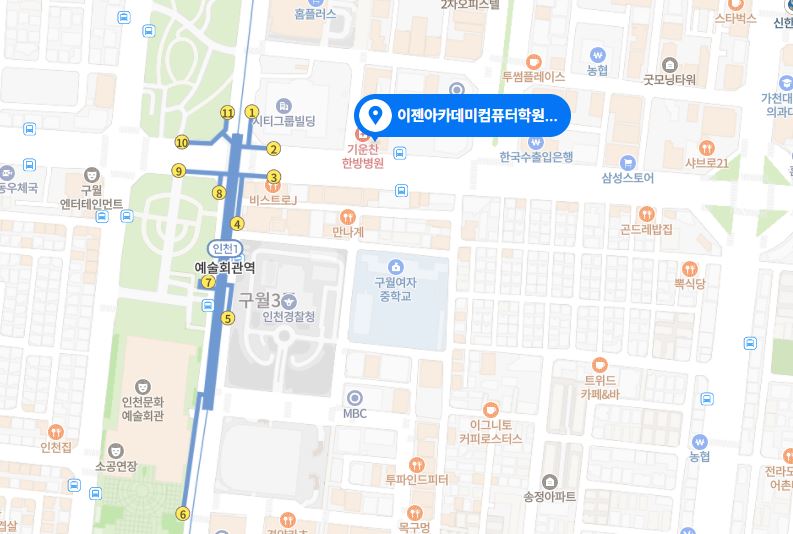 홈플러스
2차오피스텔
스타벅스
신한
투썸플레이스
농협
굿모닝타워
가천대
의과대
11
1
시티그룹빌딩
이젠아카데미컴퓨터학원...
10
2
기운찬
한방병원
한국수출입은행
삼성스토어
샤브로21
동우체국
구월
엔터테인먼트
9
3
8
비스트로J
4
만나게
곤드레밥집
인천1
예술회관역
7
구월여자
중학교
뽁식당
구월3
인천경찰청
5
트위드
카페&바
인천문화
예술회관
MBC
이그니토
커피로스터스
인천집
소공연장
농협
전라도
어촌
투파인드피터
송정아파트
6
겹살
목구멍